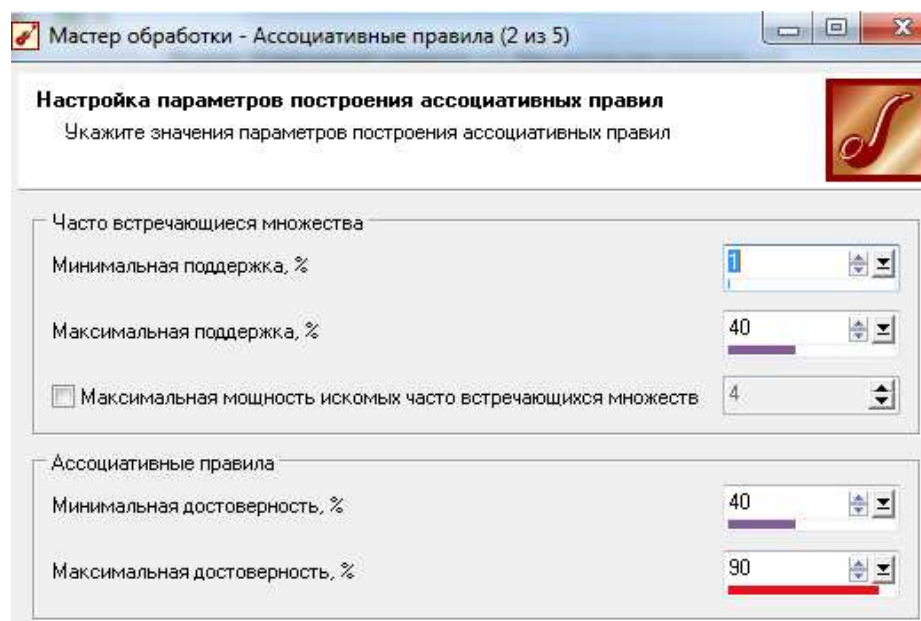 Мастер обработки - Ассоциативные правила (2 из 5)
Настройка параметров построения ассоциативных правил
Укажите значения параметров построения ассоциативных правил
Часто встречающиеся множества
Минимальная поддержка, % 1
Максимальная поддержка, % 40
Максимальная мощность искомых часто встречающихся множеств 4
Ассоциативные правила
Минимальная достоверность, % 40
Максимальная достоверность, % 90